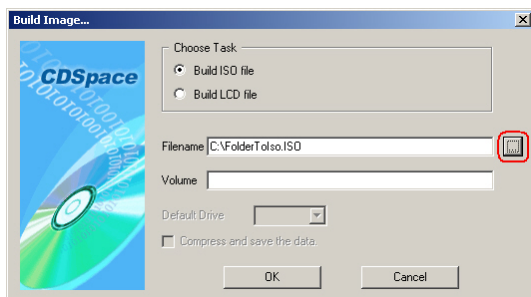 Build Image...
CDSpace
Choose Task
Build ISO file
Build LCD file
Filename C:\FolderToIso.ISO
...
Volume
Default Drive
Compress and save the data.
OK
Cancel